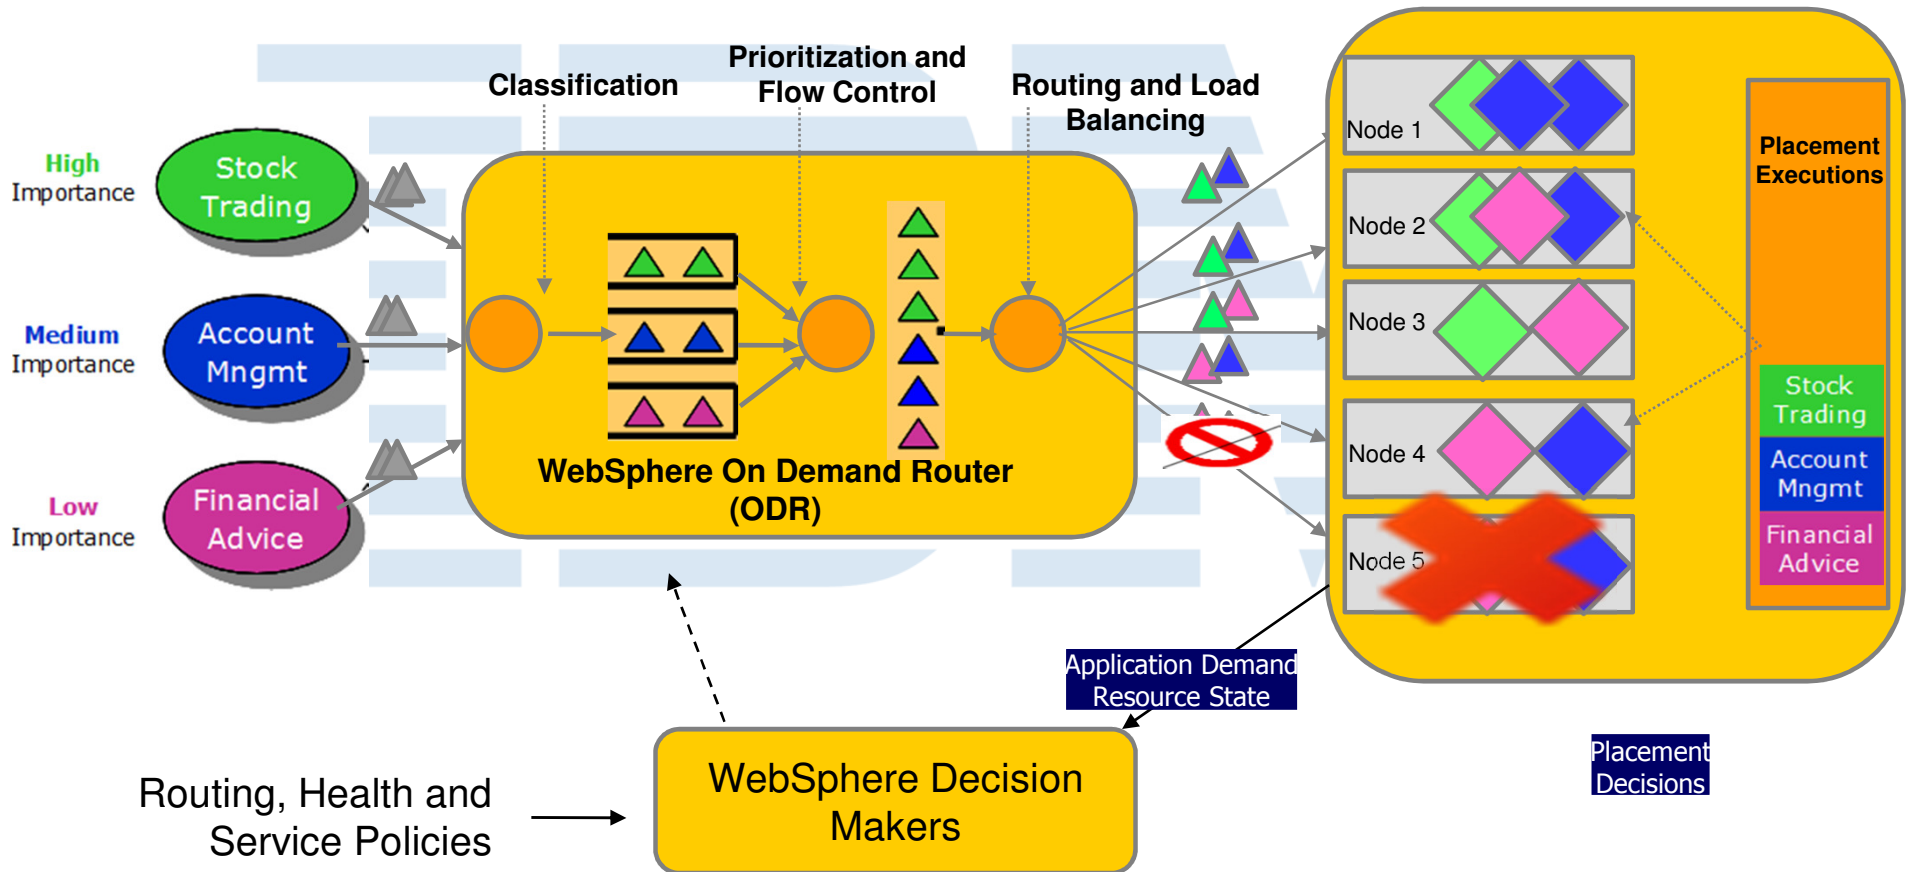 Classification
Prioritization and
Flow Control
Routing and Load
Balancing
High
Importance
Stock
Trading
Medium
Importance
Account
Mngmt
Low
Importance
Financial
Advice
WebSphere On Demand Router
(ODR)
Node 1
Node 2
Node 3
Node 4
Node 5
Placement
Executions
Stock
Trading
Account
Mngmt
Financial
Advice
Application Demand
Resource State
Placement
Decisions
Routing, Health and
Service Policies
WebSphere Decision
Makers